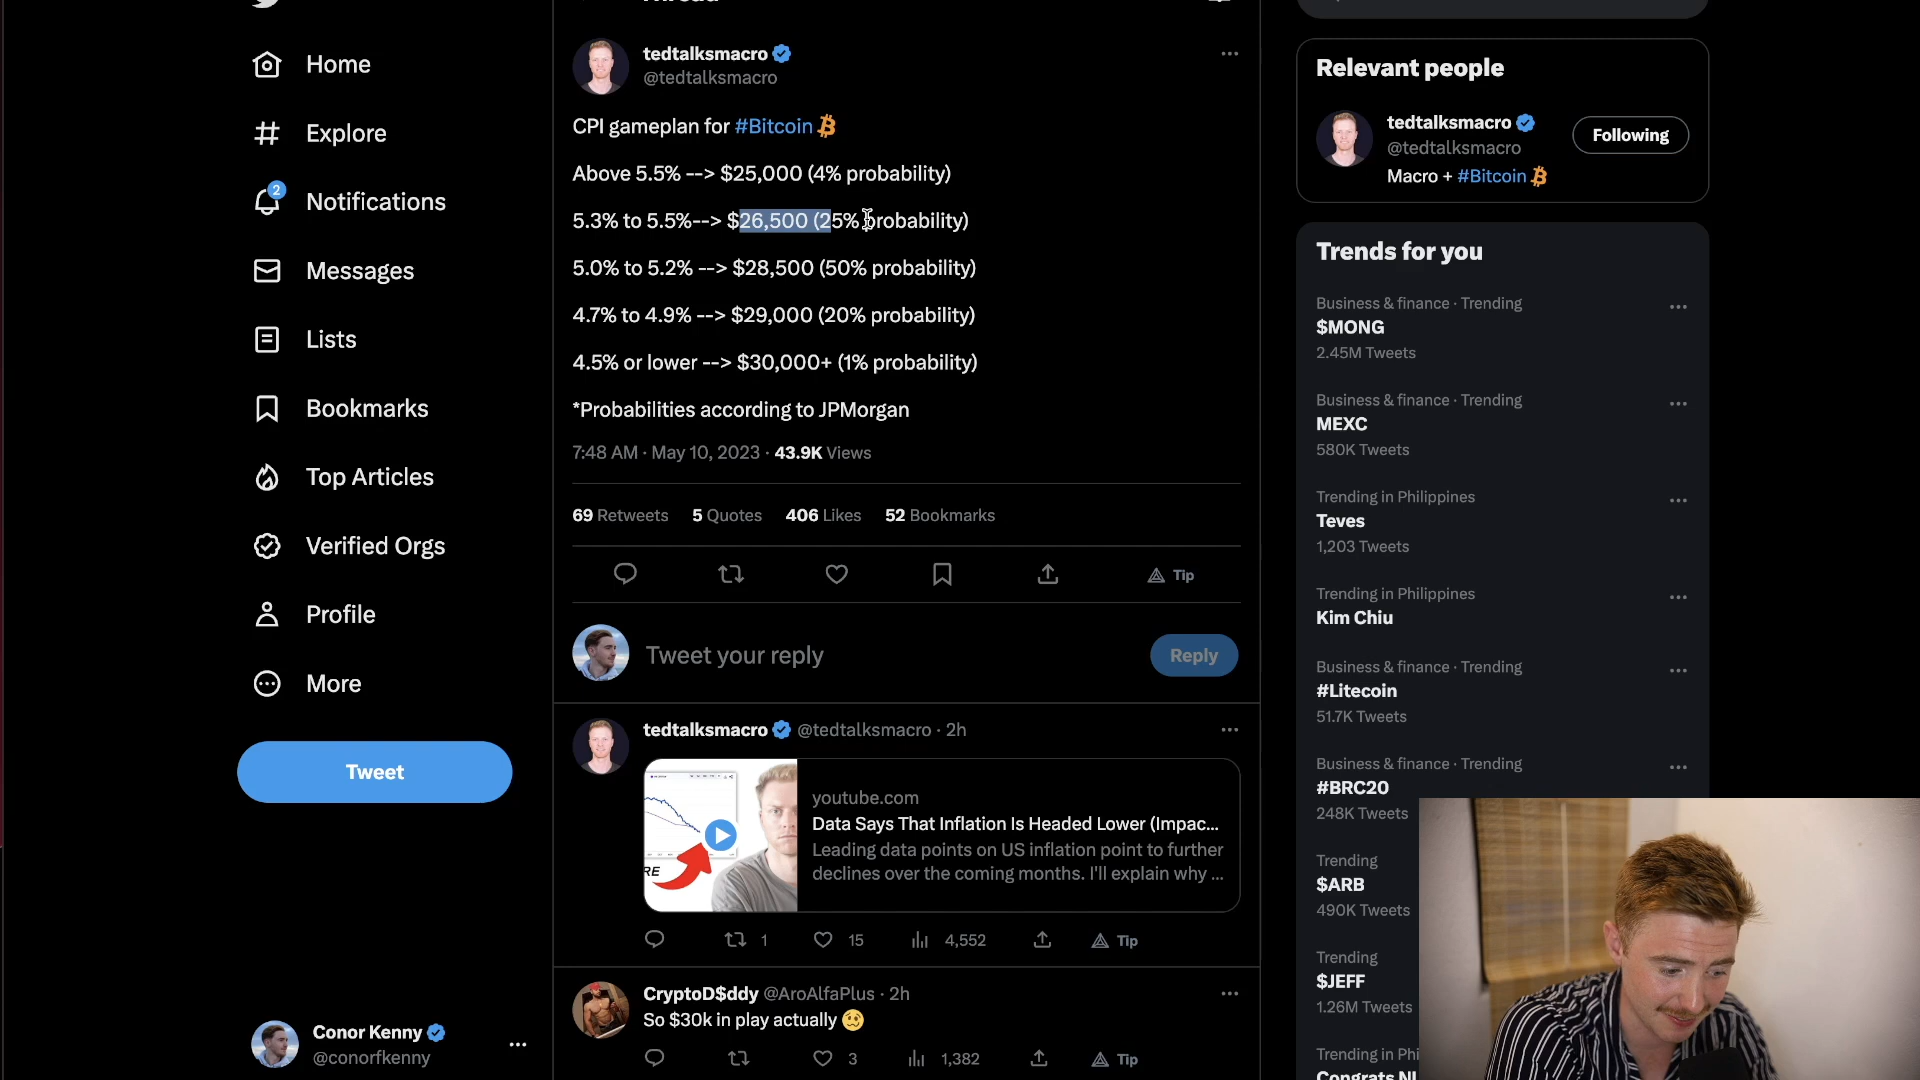 Home
Explore
2
Notifications
Messages
Lists
Bookmarks
Top Articles
Verified Orgs
Profile
More
Tweet
Conor Kenny
@conorfkenny
Thread
tedtalksmacro
@tedtalksmacro
CPI gameplan for #Bitcoin
Above 5.5% --> $25,000 (4% probability)
5.3% to 5.5%--> $26,500 (25% probability)
5.0% to 5.2% --> $28,500 (50% probability)
4.7% to 4.9% --> $29,000 (20% probability)
4.5% or lower --> $30,000+ (1% probability)
*Probabilities according to JPMorgan
7:48 AM · May 10, 2023 · 43.9K Views
69 Retweets 5 Quotes 406 Likes 52 Bookmarks
Tip
Tweet your reply
Reply
tedtalksmacro @tedtalksmacro · 2h
RE
youtube.com
Data Says That Inflation Is Headed Lower (Impac...
Leading data points on US inflation point to further
declines over the coming months. I'll explain why ...
1 15 4,552 Tip
CryptoD$ddy @AroAlfaPlus · 2h
So $30k in play actually
3 1,382 Tip
Relevant people
tedtalksmacro
@tedtalksmacro
Following
Macro + #Bitcoin
Trends for you
Business & finance · Trending
$MONG
2.45M Tweets
Business & finance · Trending
MEXC
580K Tweets
Trending in Philippines
Teves
1,203 Tweets
Trending in Philippines
Kim Chiu
Business & finance · Trending
#Litecoin
51.7K Tweets
Business & finance · Trending
#BRC20
248K Tweets
Trending
$ARB
490K Tweets
Trending
$JEFF
1.26M Tweets
Trending in Phi
Congrats NI